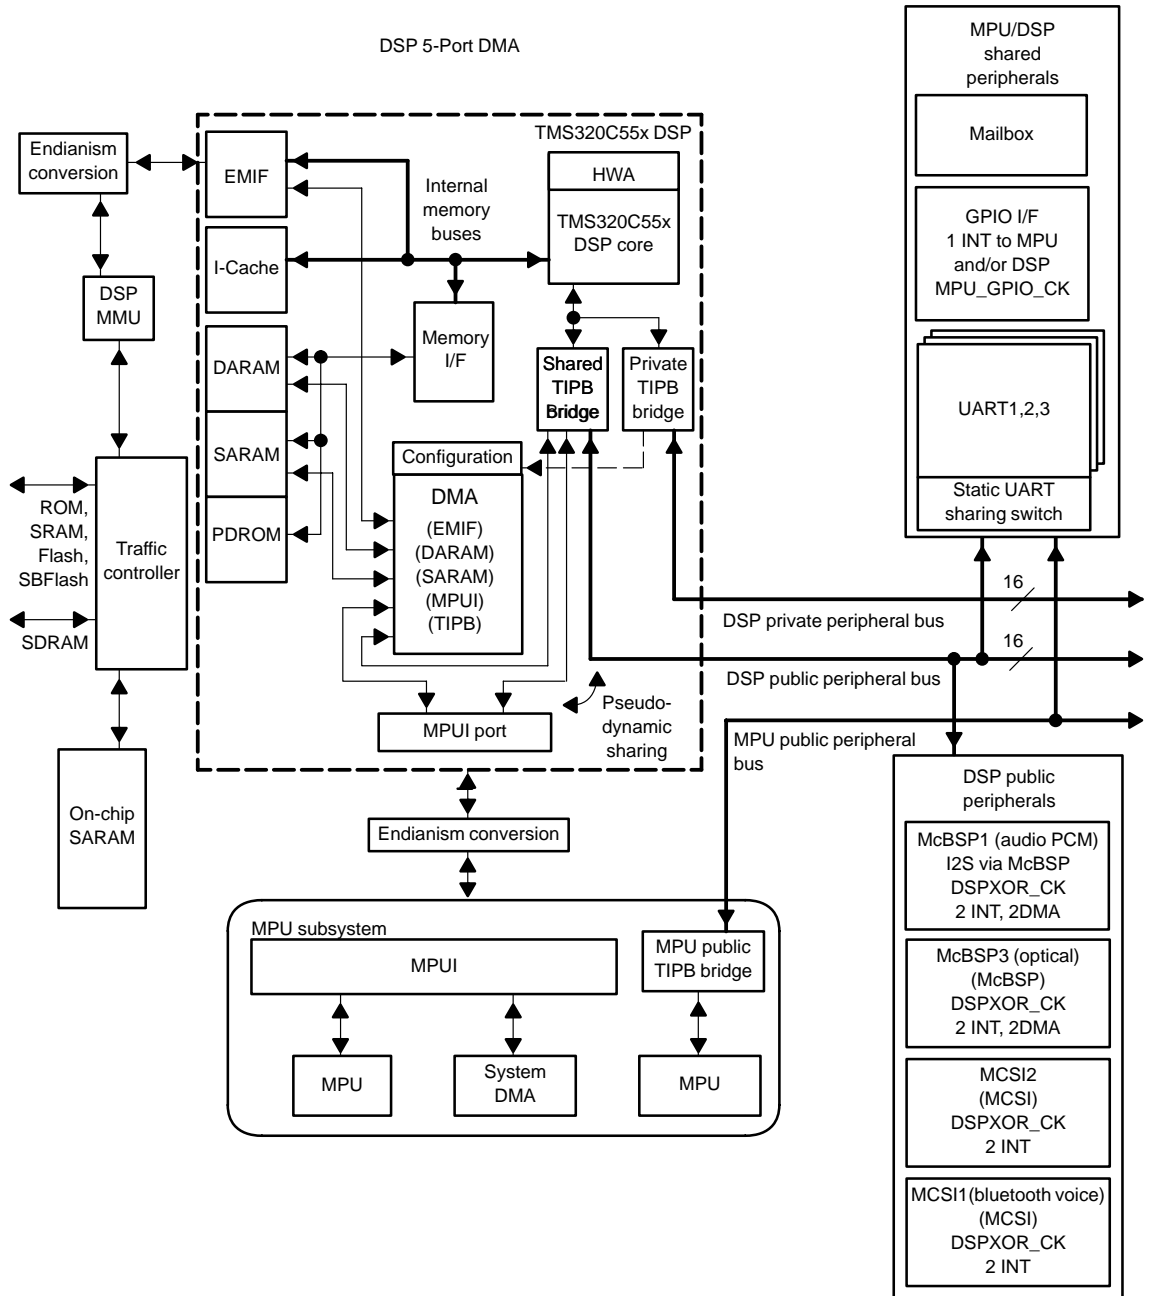 DSP 5-Port DMA
MPU/DSP
shared
peripherals
Mailbox
GPIO I/F
1 INT to MPU
and/or DSP
MPU_GPIO_CK
UART1,2,3
Static UART
sharing switch
TMS320C55x DSP
Endianism
conversion
EMIF
HWA
TMS320C55x
DSP core
Internal
memory
buses
I-Cache
DSP
MMU
Memory
I/F
DARAM
Shared
TIPB
Bridge
Private
TIPB
bridge
SARAM
PDROM
Configuration
DMA
(EMIF)
(DARAM)
(SARAM)
(MPUI)
(TIPB)
ROM,
SRAM,
Flash,
SBFlash
SDRAM
Traffic
controller
16
DSP private peripheral bus
16
DSP public peripheral bus
Pseudo-
dynamic
sharing
MPUI port
MPU public peripheral
bus
On-chip
SARAM
Endianism conversion
MPU subsystem
MPUI
MPU public
TIPB bridge
MPU
System
DMA
MPU
DSP public
peripherals
McBSP1 (audio PCM)
I2S via McBSP
DSPXOR_CK
2 INT, 2DMA
McBSP3 (optical)
(McBSP)
DSPXOR_CK
2 INT, 2DMA
MCSI2
(MCSI)
DSPXOR_CK
2 INT
MCSI1(bluetooth voice)
(MCSI)
DSPXOR_CK
2 INT